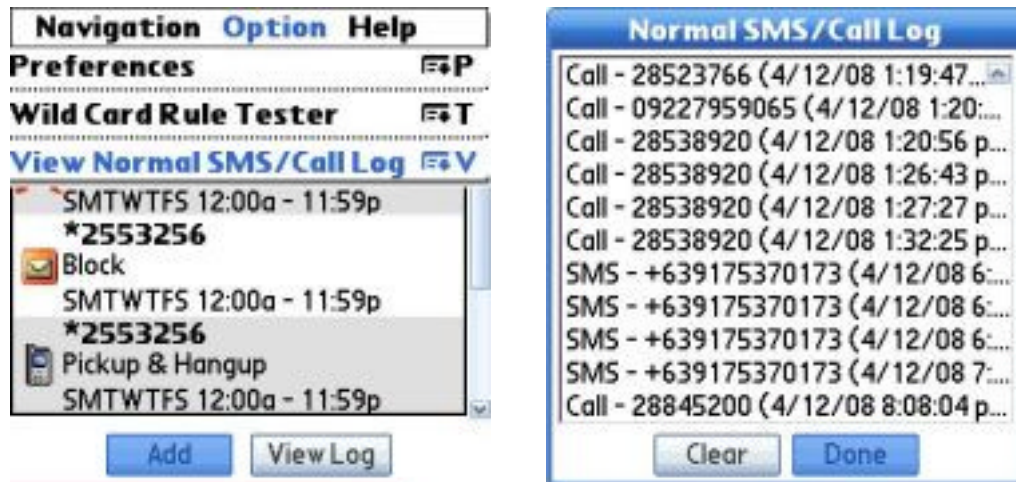 Navigation Option Help
Preferences P
Wild Card Rule Tester T
View Normal SMS/Call Log V
SMTWTFS 12:00a - 11:59p
*2553256
Block
SMTWTFS 12:00a - 11:59p
*2553256
Pickup & Hangup
SMTWTFS 12:00a - 11:59p
Add View Log
Normal SMS/Call Log
Call - 28523766 (4/12/08 1:19:47...
Call - 09227959065 (4/12/08 1:20:...
Call - 28538920 (4/12/08 1:20:56 p...
Call - 28538920 (4/12/08 1:26:43 p...
Call - 28538920 (4/12/08 1:27:27 p...
Call - 28538920 (4/12/08 1:32:25 p...
SMS - +639175370173 (4/12/08 6:...
SMS - +639175370173 (4/12/08 6:...
SMS - +639175370173 (4/12/08 6:...
SMS - +639175370173 (4/12/08 7:...
Call - 28845200 (4/12/08 8:08:04 p...
Clear Done